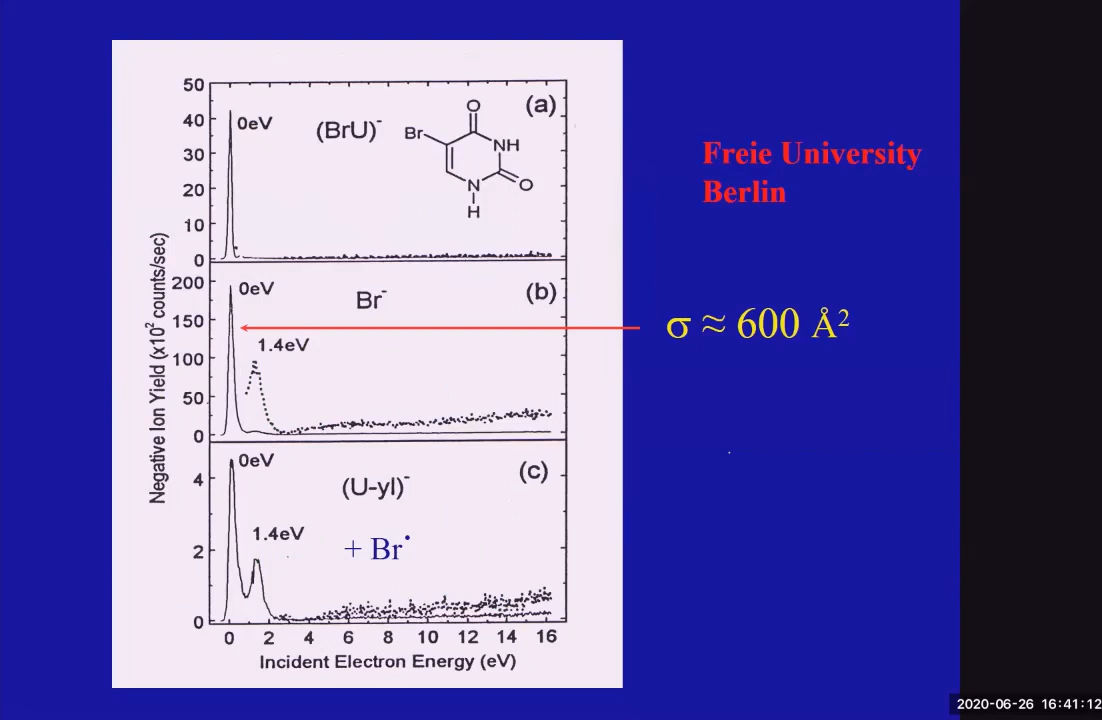 50
40
30
20
10
0
0eV
(BrU)-
(a)
Br
O
NH
N
O
H
200
150
100
50
0
0eV
Br-
(b)
1.4eV
4
2
0
0eV
(U-yl)-
(c)
1.4eV
+ Br•
0 2 4 6 8 10 12 14 16
Incident Electron Energy (eV)
Negative Ion Yield (x10² counts/sec)
Freie University
Berlin
σ ≈ 600 Å²
2020-06-26 16:41:12